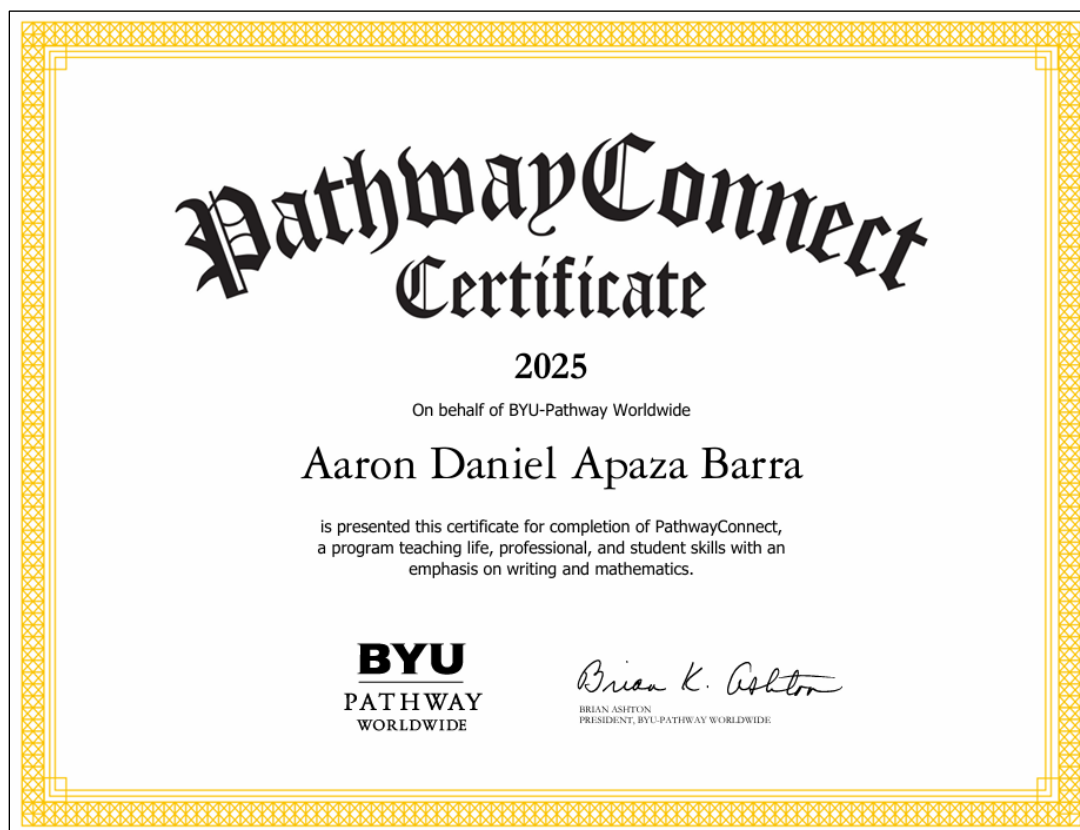 PathwayConnect
Certificate
2025
On behalf of BYU-Pathway Worldwide
Aaron Daniel Apaza Barra
is presented this certificate for completion of PathwayConnect,
a program teaching life, professional, and student skills with an
emphasis on writing and mathematics.
BYU
PATHWAY
WORLDWIDE
Brian K. Ashton
BRIAN ASHTON
PRESIDENT, BYU-PATHWAY WORLDWIDE